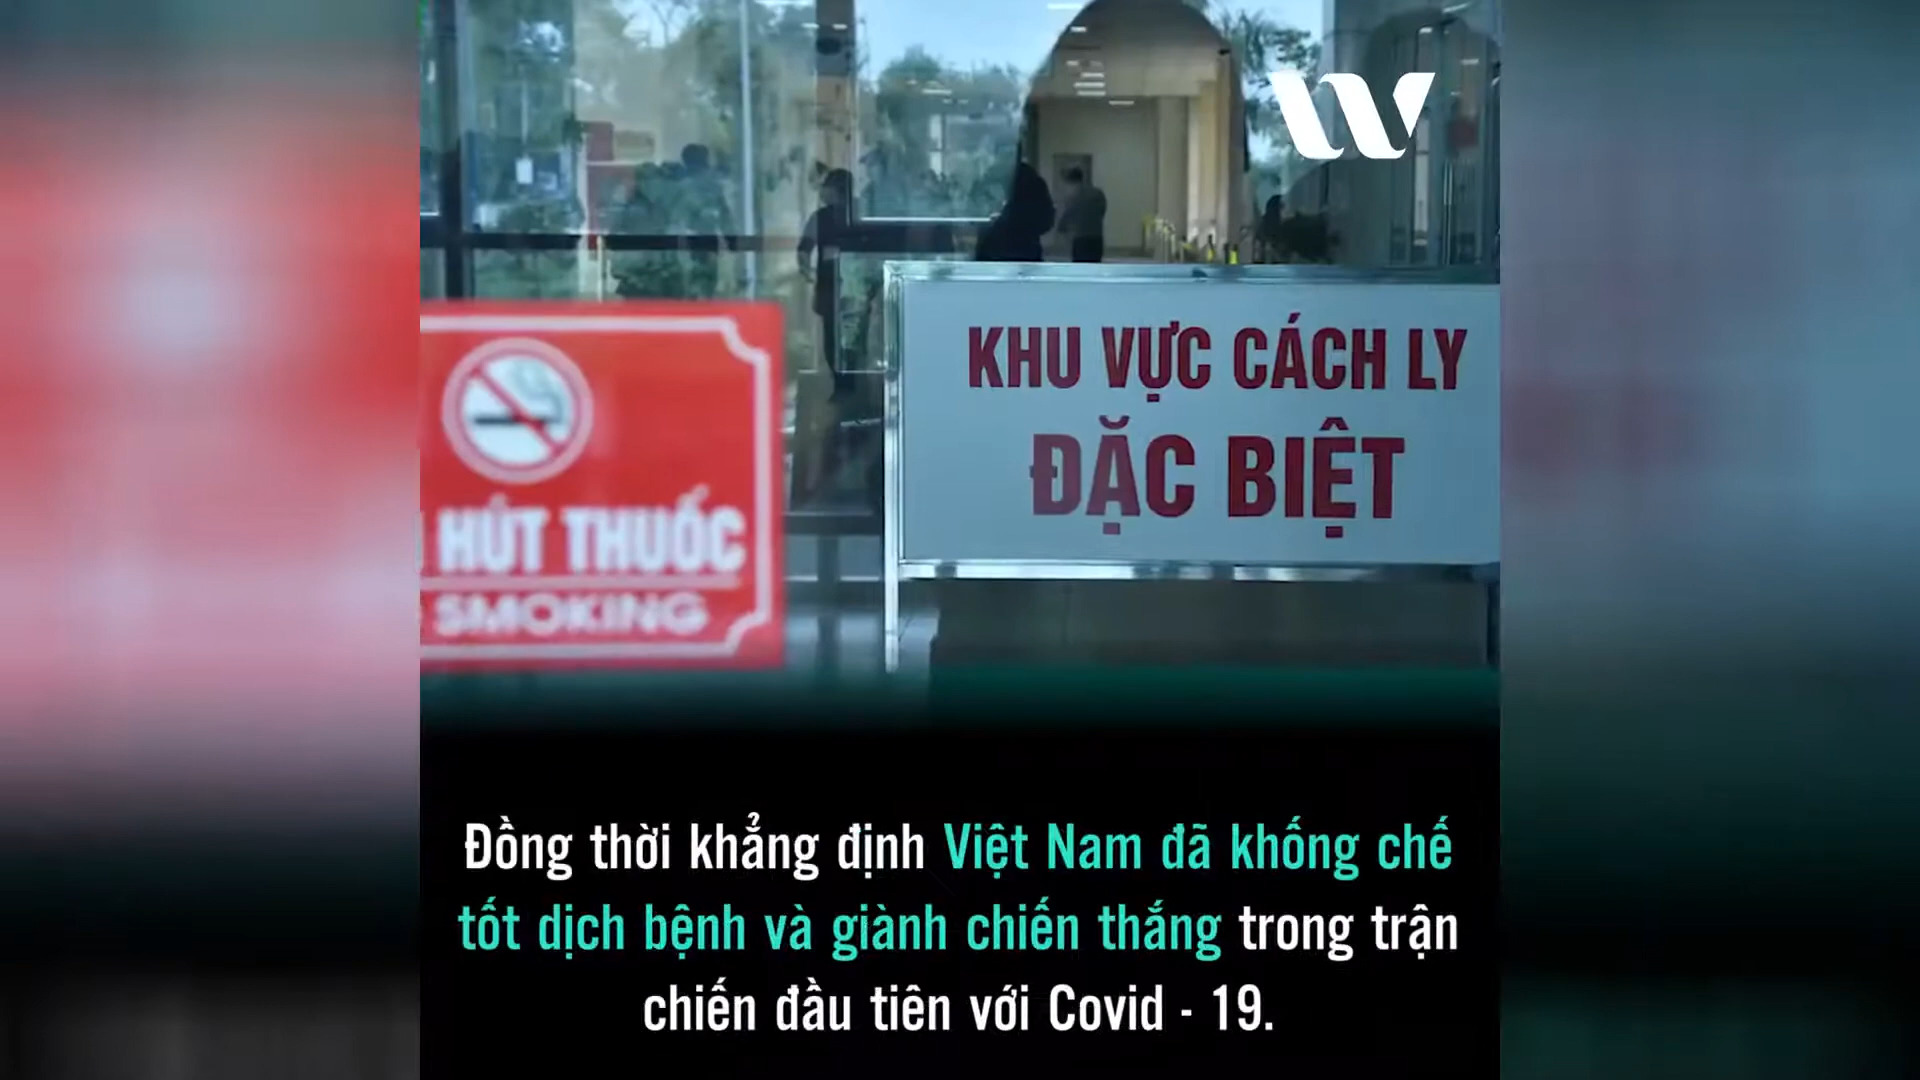 W
KHU VỰC CÁCH LY
ĐẶC BIỆT
HÚT THUỐC
SMOKING
Đồng thời khẳng định Việt Nam đã khống chế
tốt dịch bệnh và giành chiến thắng trong trận
chiến đầu tiên với Covid - 19.